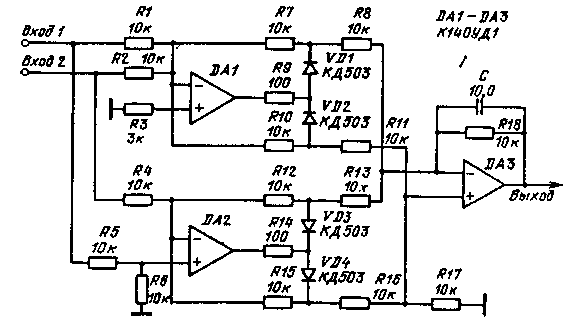 R1
10к
R7
10к
R8
10к
DA1-DA3
К140УД1
Вход 1
Вход 2
R2
10к
DA1
R9
100
VD1
КД503
VD2
КД503
C
10,0
R18
10к
R3
3к
R10
10к
R11
10к
DA3
Выход
R4
10к
R12
10к
R13
10к
DA2
R14
100
VD3
КД503
VD4
КД503
R5
10к
R6
10к
R15
10к
R16
10к
R17
10к